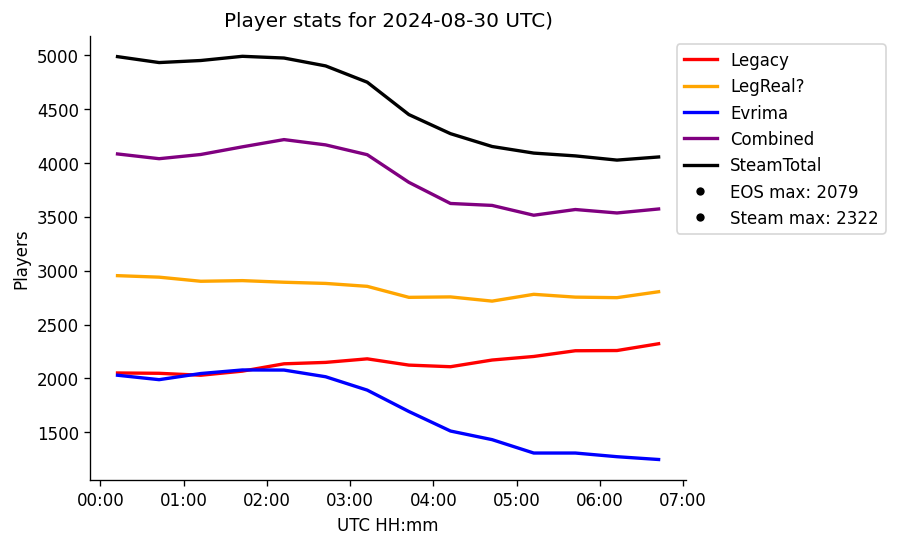 Player stats for 2024-08-30 UTC)
Players
5000
4500
4000
3500
3000
2500
2000
1500
00:00 01:00 02:00 03:00 04:00 05:00 06:00 07:00
UTC HH:mm
Legacy
LegReal?
Evrima
Combined
SteamTotal
EOS max: 2079
Steam max: 2322